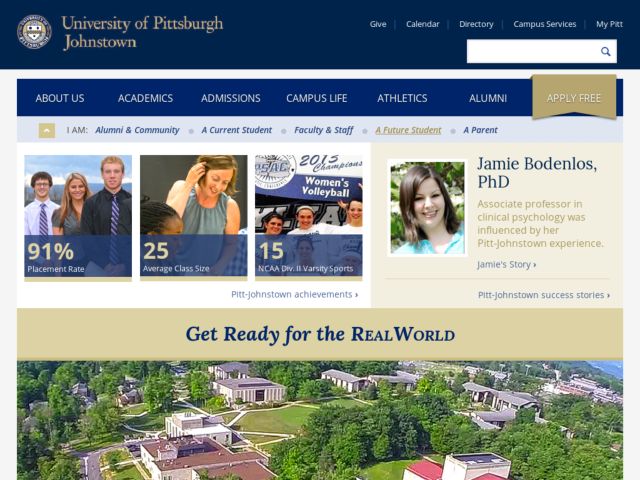 University of Pittsburgh
Johnstown
Give
Calendar
Directory
Campus Services
My Pitt
ABOUT US
ACADEMICS
ADMISSIONS
CAMPUS LIFE
ATHLETICS
ALUMNI
APPLY FREE
I AM:
Alumni & Community
A Current Student
Faculty & Staff
A Future Student
A Parent
91%
Placement Rate
25
Average Class Size
2013
Champions
Women's
Volleyball
15
NCAA Div. II Varsity Sports
Pitt-Johnstown achievements ›
Jamie Bodenlos,
PhD
Associate professor in
clinical psychology was
influenced by her
Pitt-Johnstown experience.
Jamie's Story ›
Pitt-Johnstown success stories ›
Get Ready for the REALWORLD